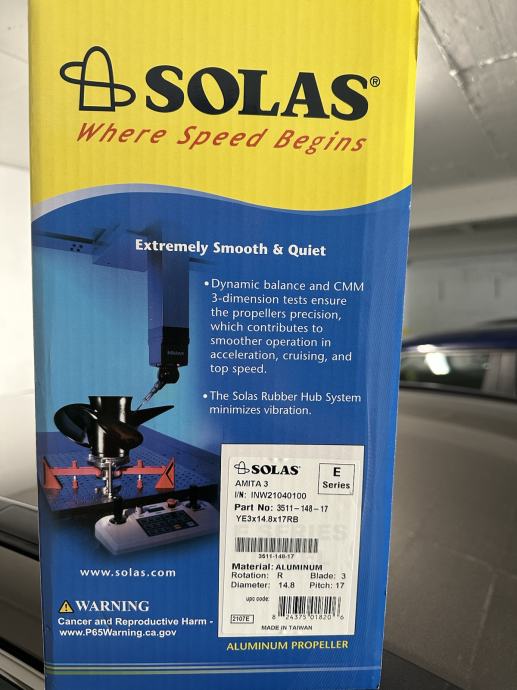 SOLAS®
Where Speed Begins
Extremely Smooth & Quiet
•Dynamic balance and CMM
3-dimension tests ensure
the propellers precision,
which contributes to
smoother operation in
acceleration, cruising, and
top speed.
•The Solas Rubber Hub System
minimizes vibration.
SOLAS®
E
Series
AMITA 3
I/N: INW21040100
Part No: 3511-148-17
YE3x14.8x17RB
E SERIES
3511-148-17
Material: ALUMINUM
Rotation: R Blade: 3
Diameter: 14.8 Pitch: 17
upc code:
8 24375 01820 6
2107E
MADE IN TAIWAN
ALUMINUM PROPELLER
www.solas.com
WARNING
Cancer and Reproductive Harm -
www.P65Warning.ca.gov